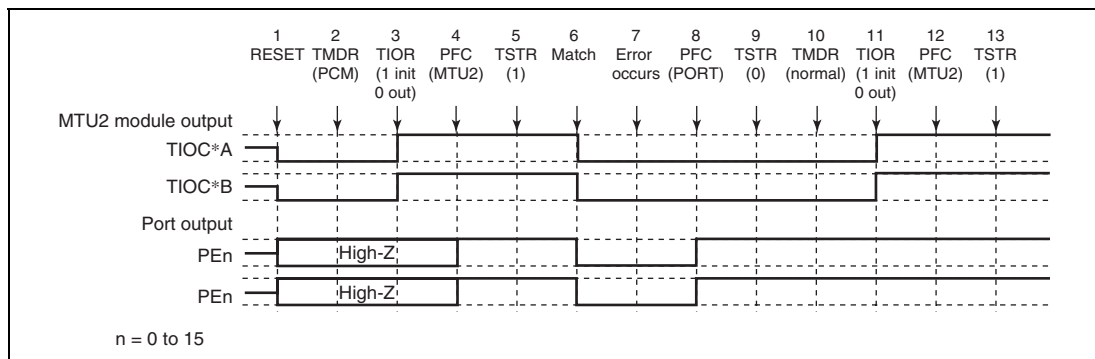 1 2 3 4 5 6 7 8 9 10 11 12 13
RESET TMDR TIOR PFC TSTR Match Error PFC TSTR TMDR TIOR PFC TSTR
(PCM) (1 init (MTU2) (1) occurs (PORT) (0) (normal) (1 init (MTU2) (1)
0 out) 0 out)
MTU2 module output
TIOC*A
TIOC*B
Port output
PEn High-Z
PEn High-Z
n = 0 to 15